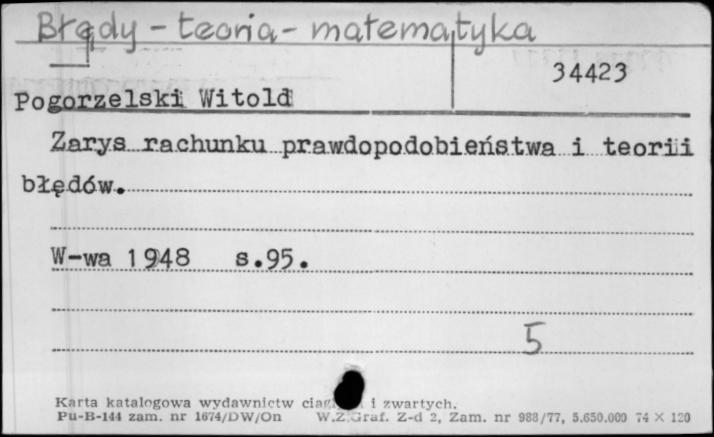 Błędy - teoria - matematyka
34423
Pogorzelski Witold
Zarys rachunku prawdopodobieństwa i teorii
błędów.
W-wa 1948 s.95.
5
Karta katalogowa wydawnictw i zwartych.
Pu-B-144 zam. nr 1674/DW/On W.Z.Graf. Z-d 2, Zam. nr 988/77, 5.650.000 74 × 120